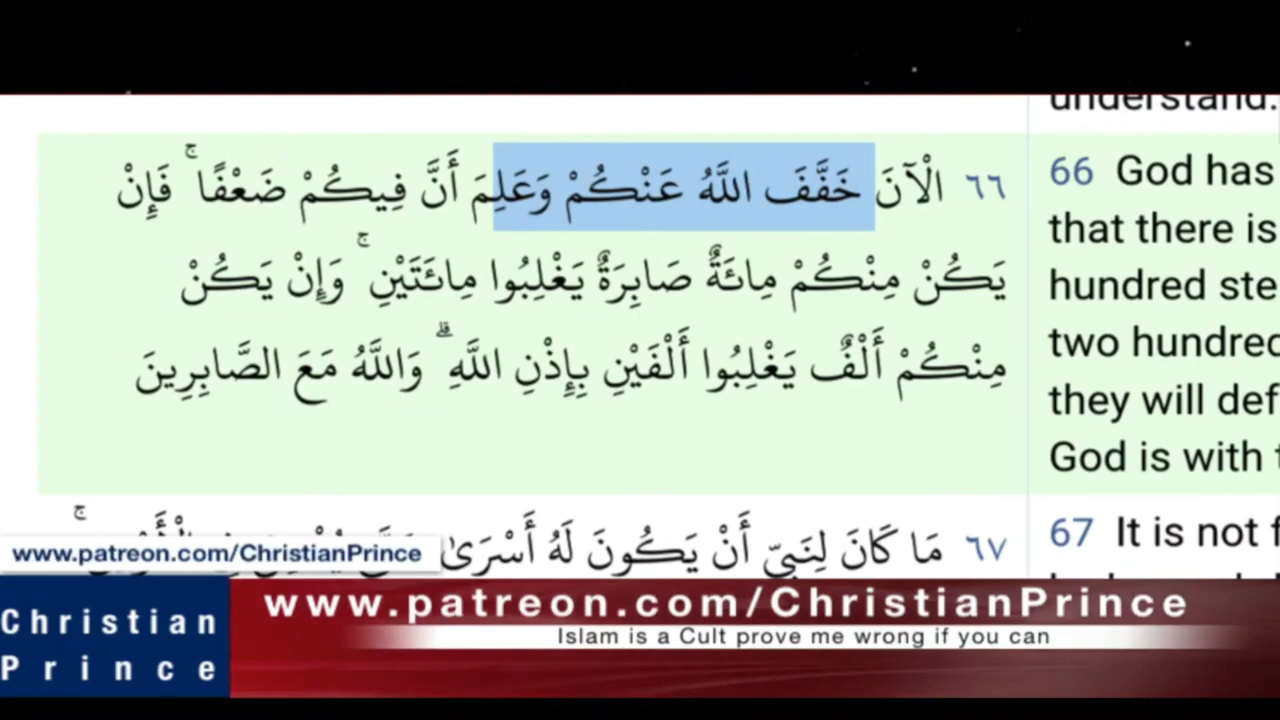 understand.
٦٦ الْآنَ خَفَّفَ اللَّهُ عَنْكُمْ وَعَلِمَ أَنَّ فِيكُمْ ضَعْفًا ۚ فَإِنْ
يَكُنْ مِنْكُمْ مِائَةٌ صَابِرَةٌ يَغْلِبُوا مِائَتَيْنِ ۚ وَإِنْ يَكُنْ
مِنْكُمْ أَلْفٌ يَغْلِبُوا أَلْفَيْنِ بِإِذْنِ اللَّهِ ۗ وَاللَّهُ مَعَ الصَّابِرِينَ
66 God has
that there is
hundred ste
two hundred
they will def
God is with
٦٧ مَا كَانَ لِنَبِيٍّ أَنْ يَكُونَ لَهُ أَسْرَىٰ
67 It is not f
www.patreon.com/ChristianPrince
Christian
Prince
www.patreon.com/ChristianPrince
Islam is a Cult prove me wrong if you can